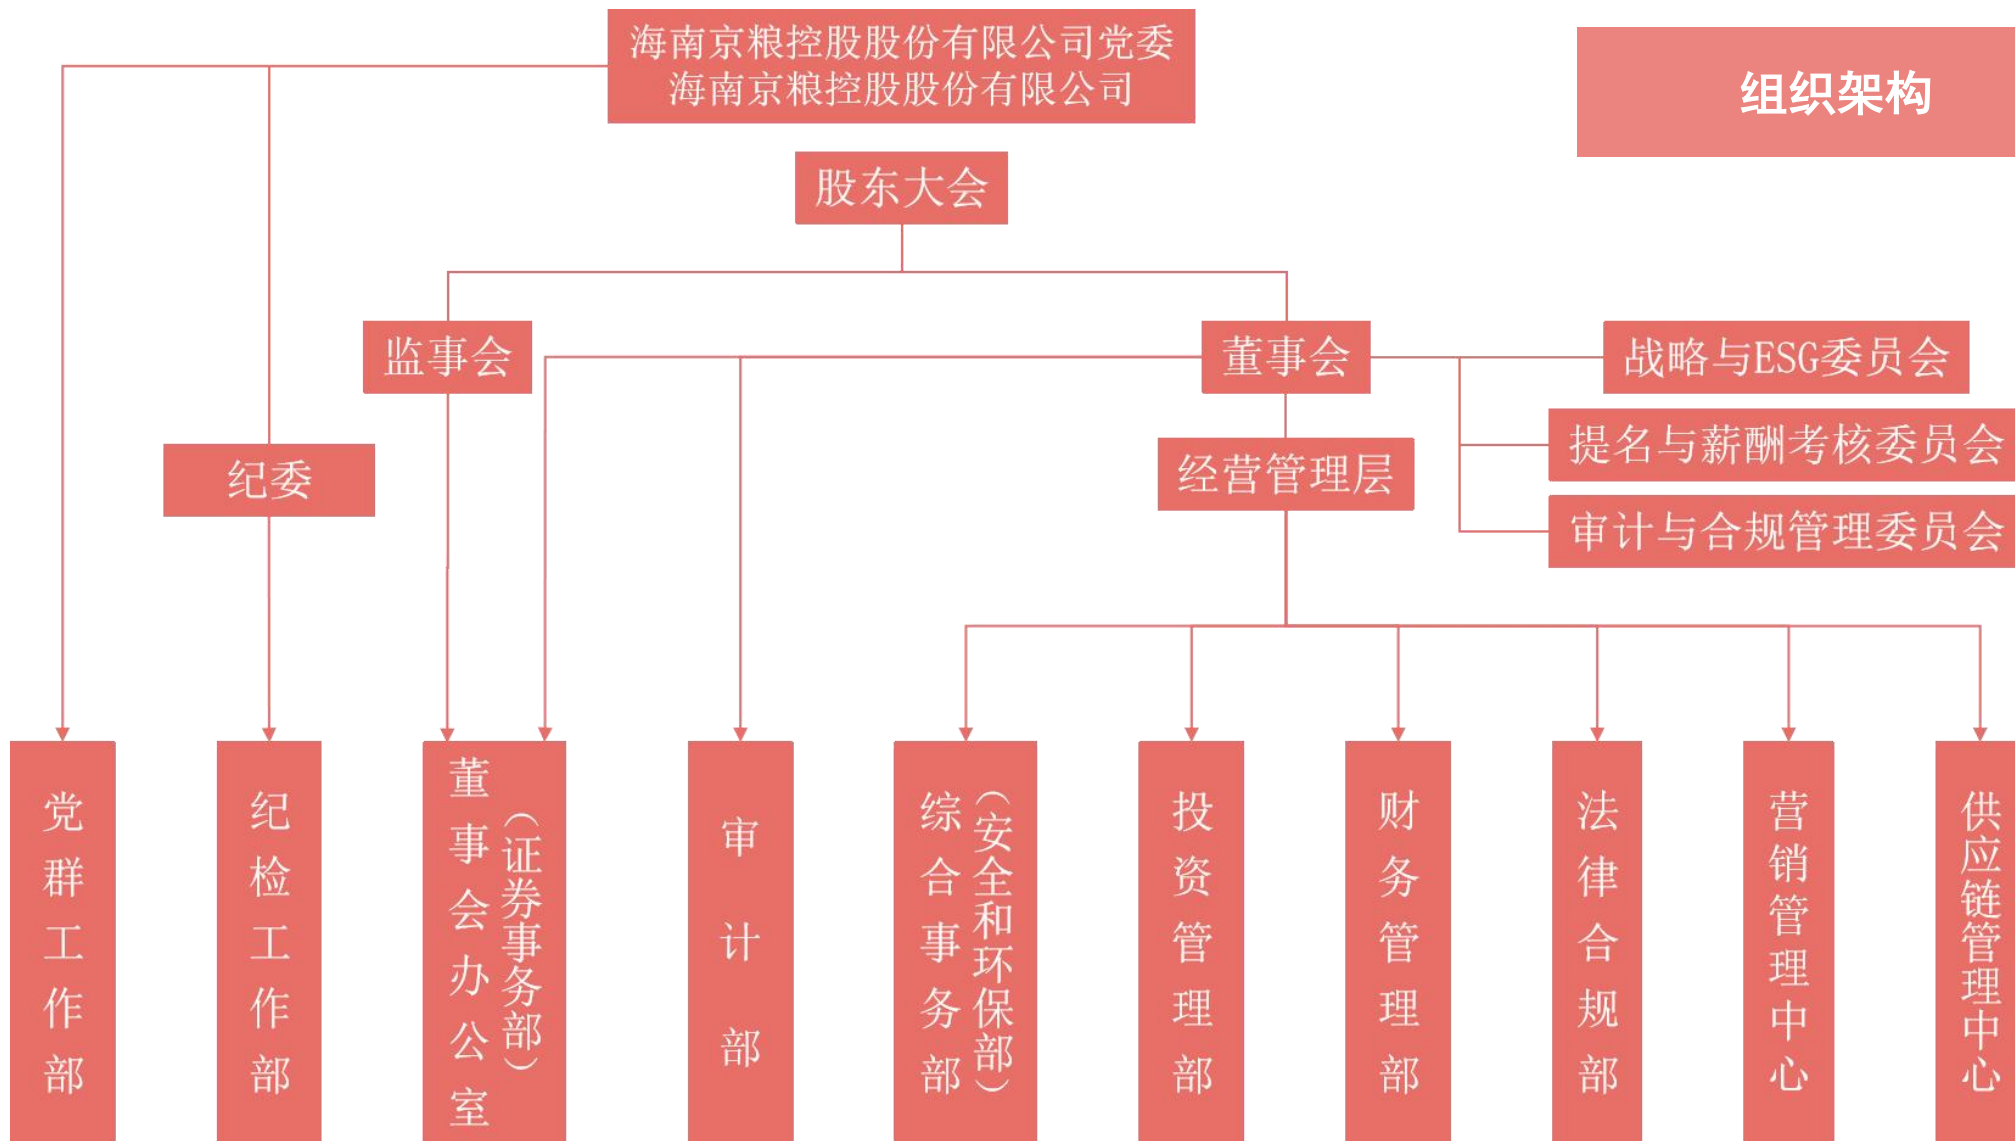 海南京粮控股股份有限公司党委
海南京粮控股股份有限公司
组织架构
股东大会
监事会
董事会
战略与ESG委员会
提名与薪酬考核委员会
审计与合规管理委员会
纪委
经营管理层
党群工作部
纪检工作部
董事会办公室
（证券事务部）
审计部
综合事务部
（安全和环保部）
投资管理部
财务管理部
法律合规部
营销管理中心
供应链管理中心